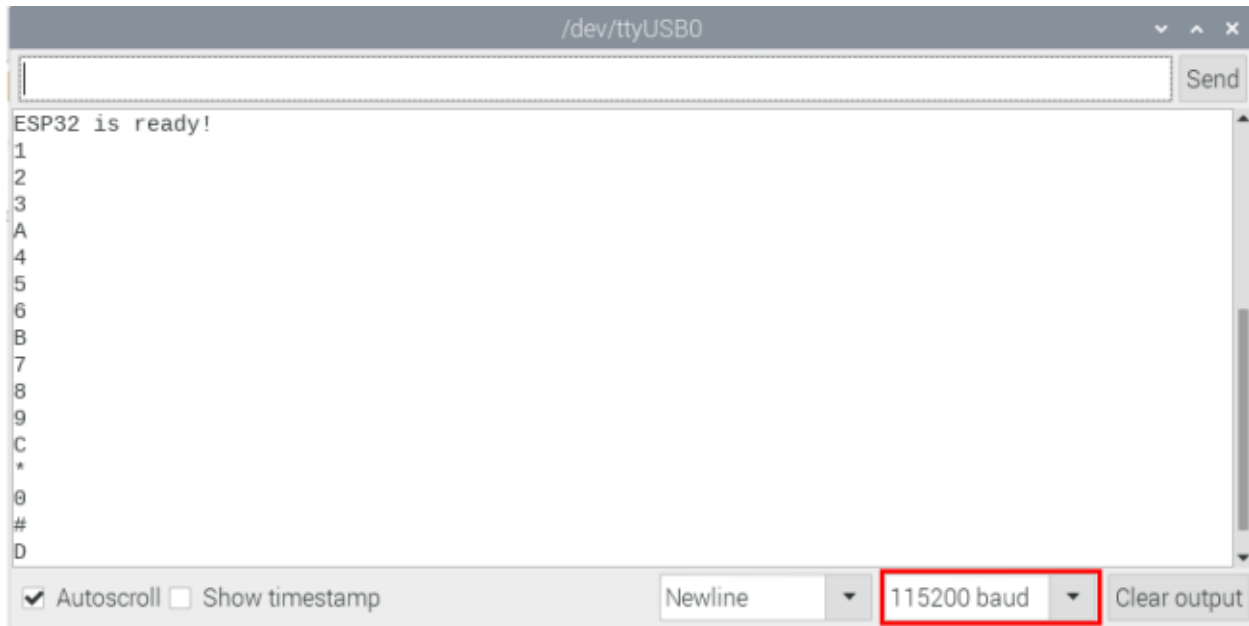 /dev/ttyUSB0
Send
ESP32 is ready!
1
2
3
A
4
5
6
B
7
8
9
C
*
0
#
D
Autoscroll Show timestamp Newline 115200 baud Clear output